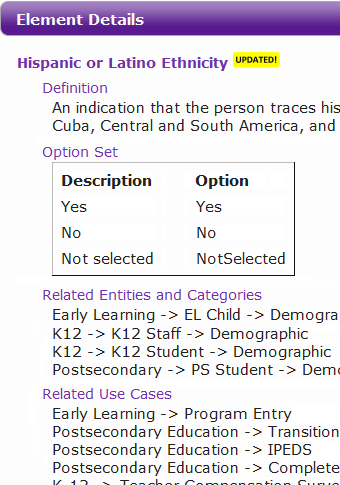 Element Details
Hispanic or Latino Ethnicity UPDATED!
Definition
An indication that the person traces his
Cuba, Central and South America, and
Option Set
Description Option
Yes Yes
No No
Not selected NotSelected
Related Entities and Categories
Early Learning -> EL Child -> Demogra
K12 -> K12 Staff -> Demographic
K12 -> K12 Student -> Demographic
Postsecondary -> PS Student -> Demo
Related Use Cases
Early Learning -> Program Entry
Postsecondary Education -> Transition
Postsecondary Education -> IPEDS
Postsecondary Education -> Complete
K-12 -> Teacher Compensation Surve